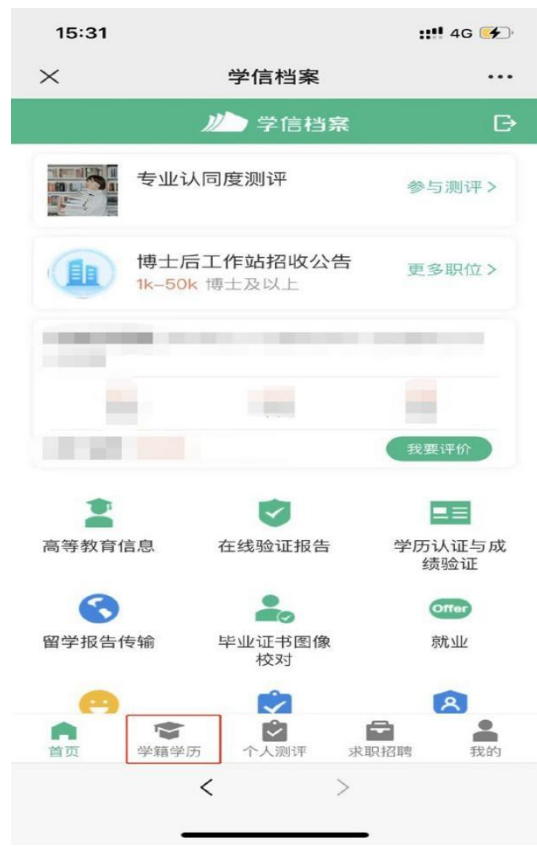 15:31
4G
学信档案
学信档案
专业认同度测评
参与测评>
博士后工作站招收公告
更多职位>
1k-50k 博士及以上
我要评价
高等教育信息
在线验证报告
学历认证与成
绩验证
留学报告传输
毕业证书图像
校对
Offer
就业
首页
学籍学历
个人测评
求职招聘
我的